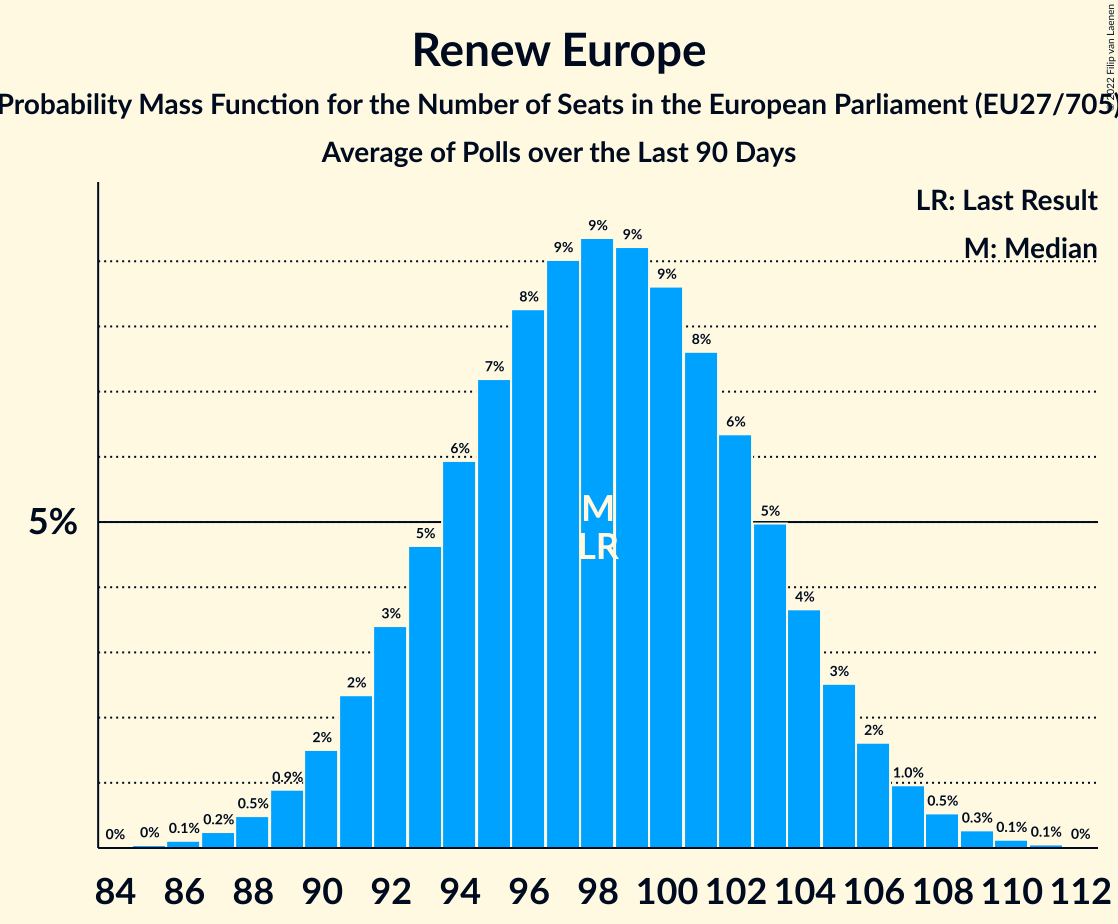 Renew Europe
Probability Mass Function for the Number of Seats in the European Parliament (EU27/705)
Average of Polls over the Last 90 Days
© 2022 Filip van Laenen
LR: Last Result
M: Median
5%
0% 0% 0.1% 0.2% 0.5% 0.9% 2% 2% 3% 5% 6% 7% 8% 9% 9% 9% 9% 8% 6% 5% 4% 3% 2% 1.0% 0.5% 0.3% 0.1% 0.1% 0%
M
LR
84 86 88 90 92 94 96 98 100 102 104 106 108 110 112